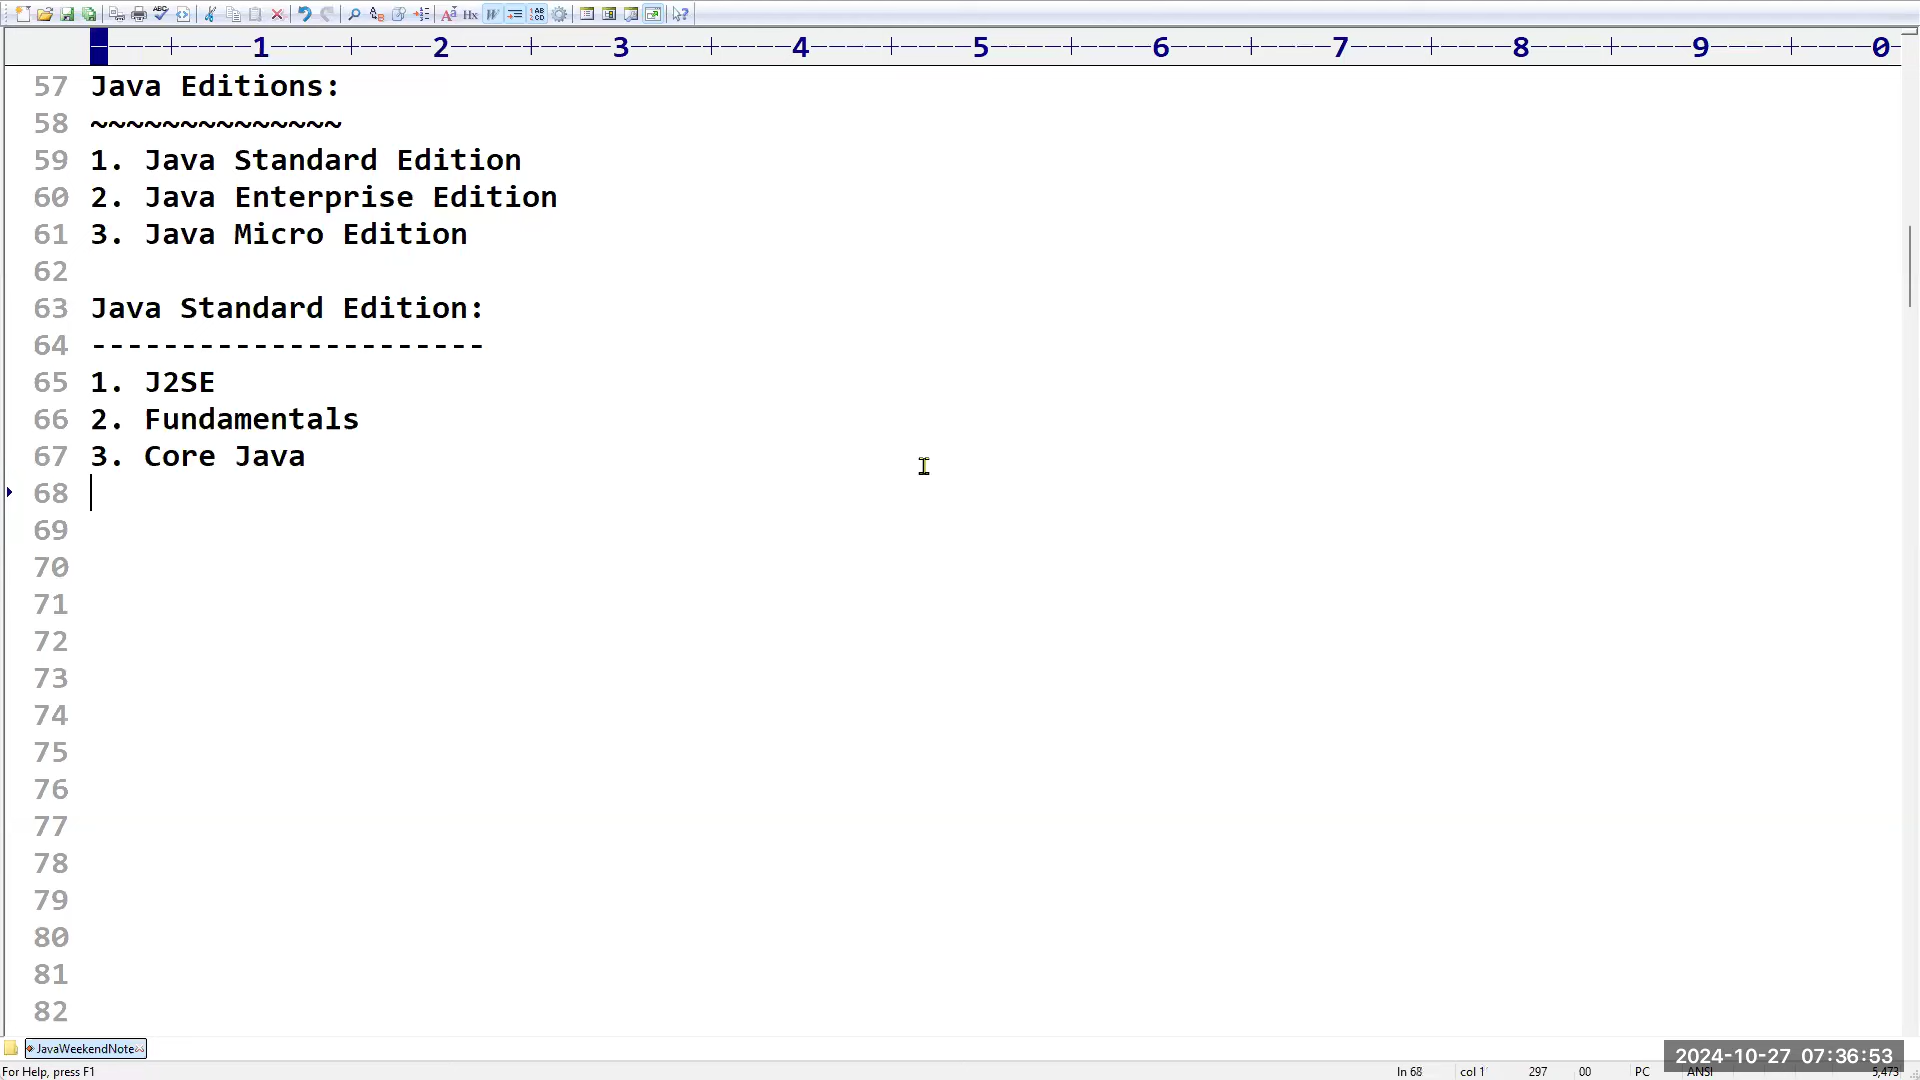 1 2 3 4 5 6 7 8 9 0
57 Java Editions:
58 ~~~~~~~~~~~~~~
59 1. Java Standard Edition
60 2. Java Enterprise Edition
61 3. Java Micro Edition
62
63 Java Standard Edition:
64 ----------------------
65 1. J2SE
66 2. Fundamentals
67 3. Core Java
68
69
70
71
72
73
74
75
76
77
78
79
80
81
82
JavaWeekendNote
2024-10-27 07:36:53
For Help, press F1 ln 68 col 1 297 00 PC ANSI 5,473